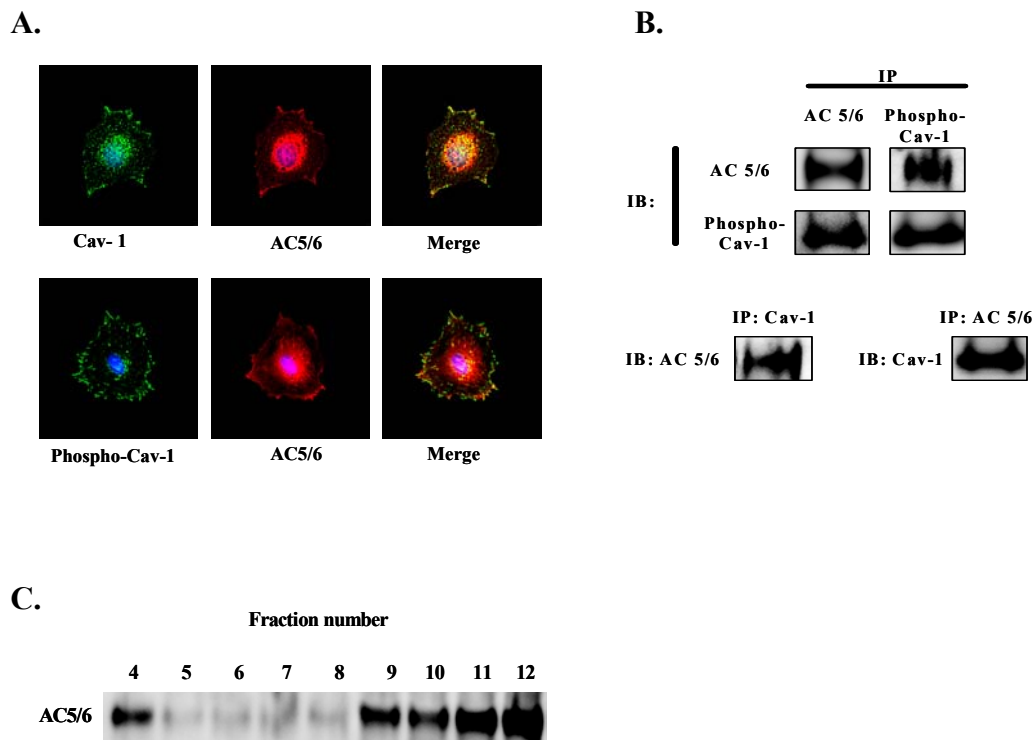 A.
Cav- 1
AC5/6
Merge
Phospho-Cav-1
AC5/6
Merge
B.
IP
AC 5/6
Phospho-
Cav-1
IB:
AC 5/6
Phospho-
Cav-1
IP: Cav-1
IB: AC 5/6
IP: AC 5/6
IB: Cav-1
C.
Fraction number
4 5 6 7 8 9 10 11 12
AC5/6